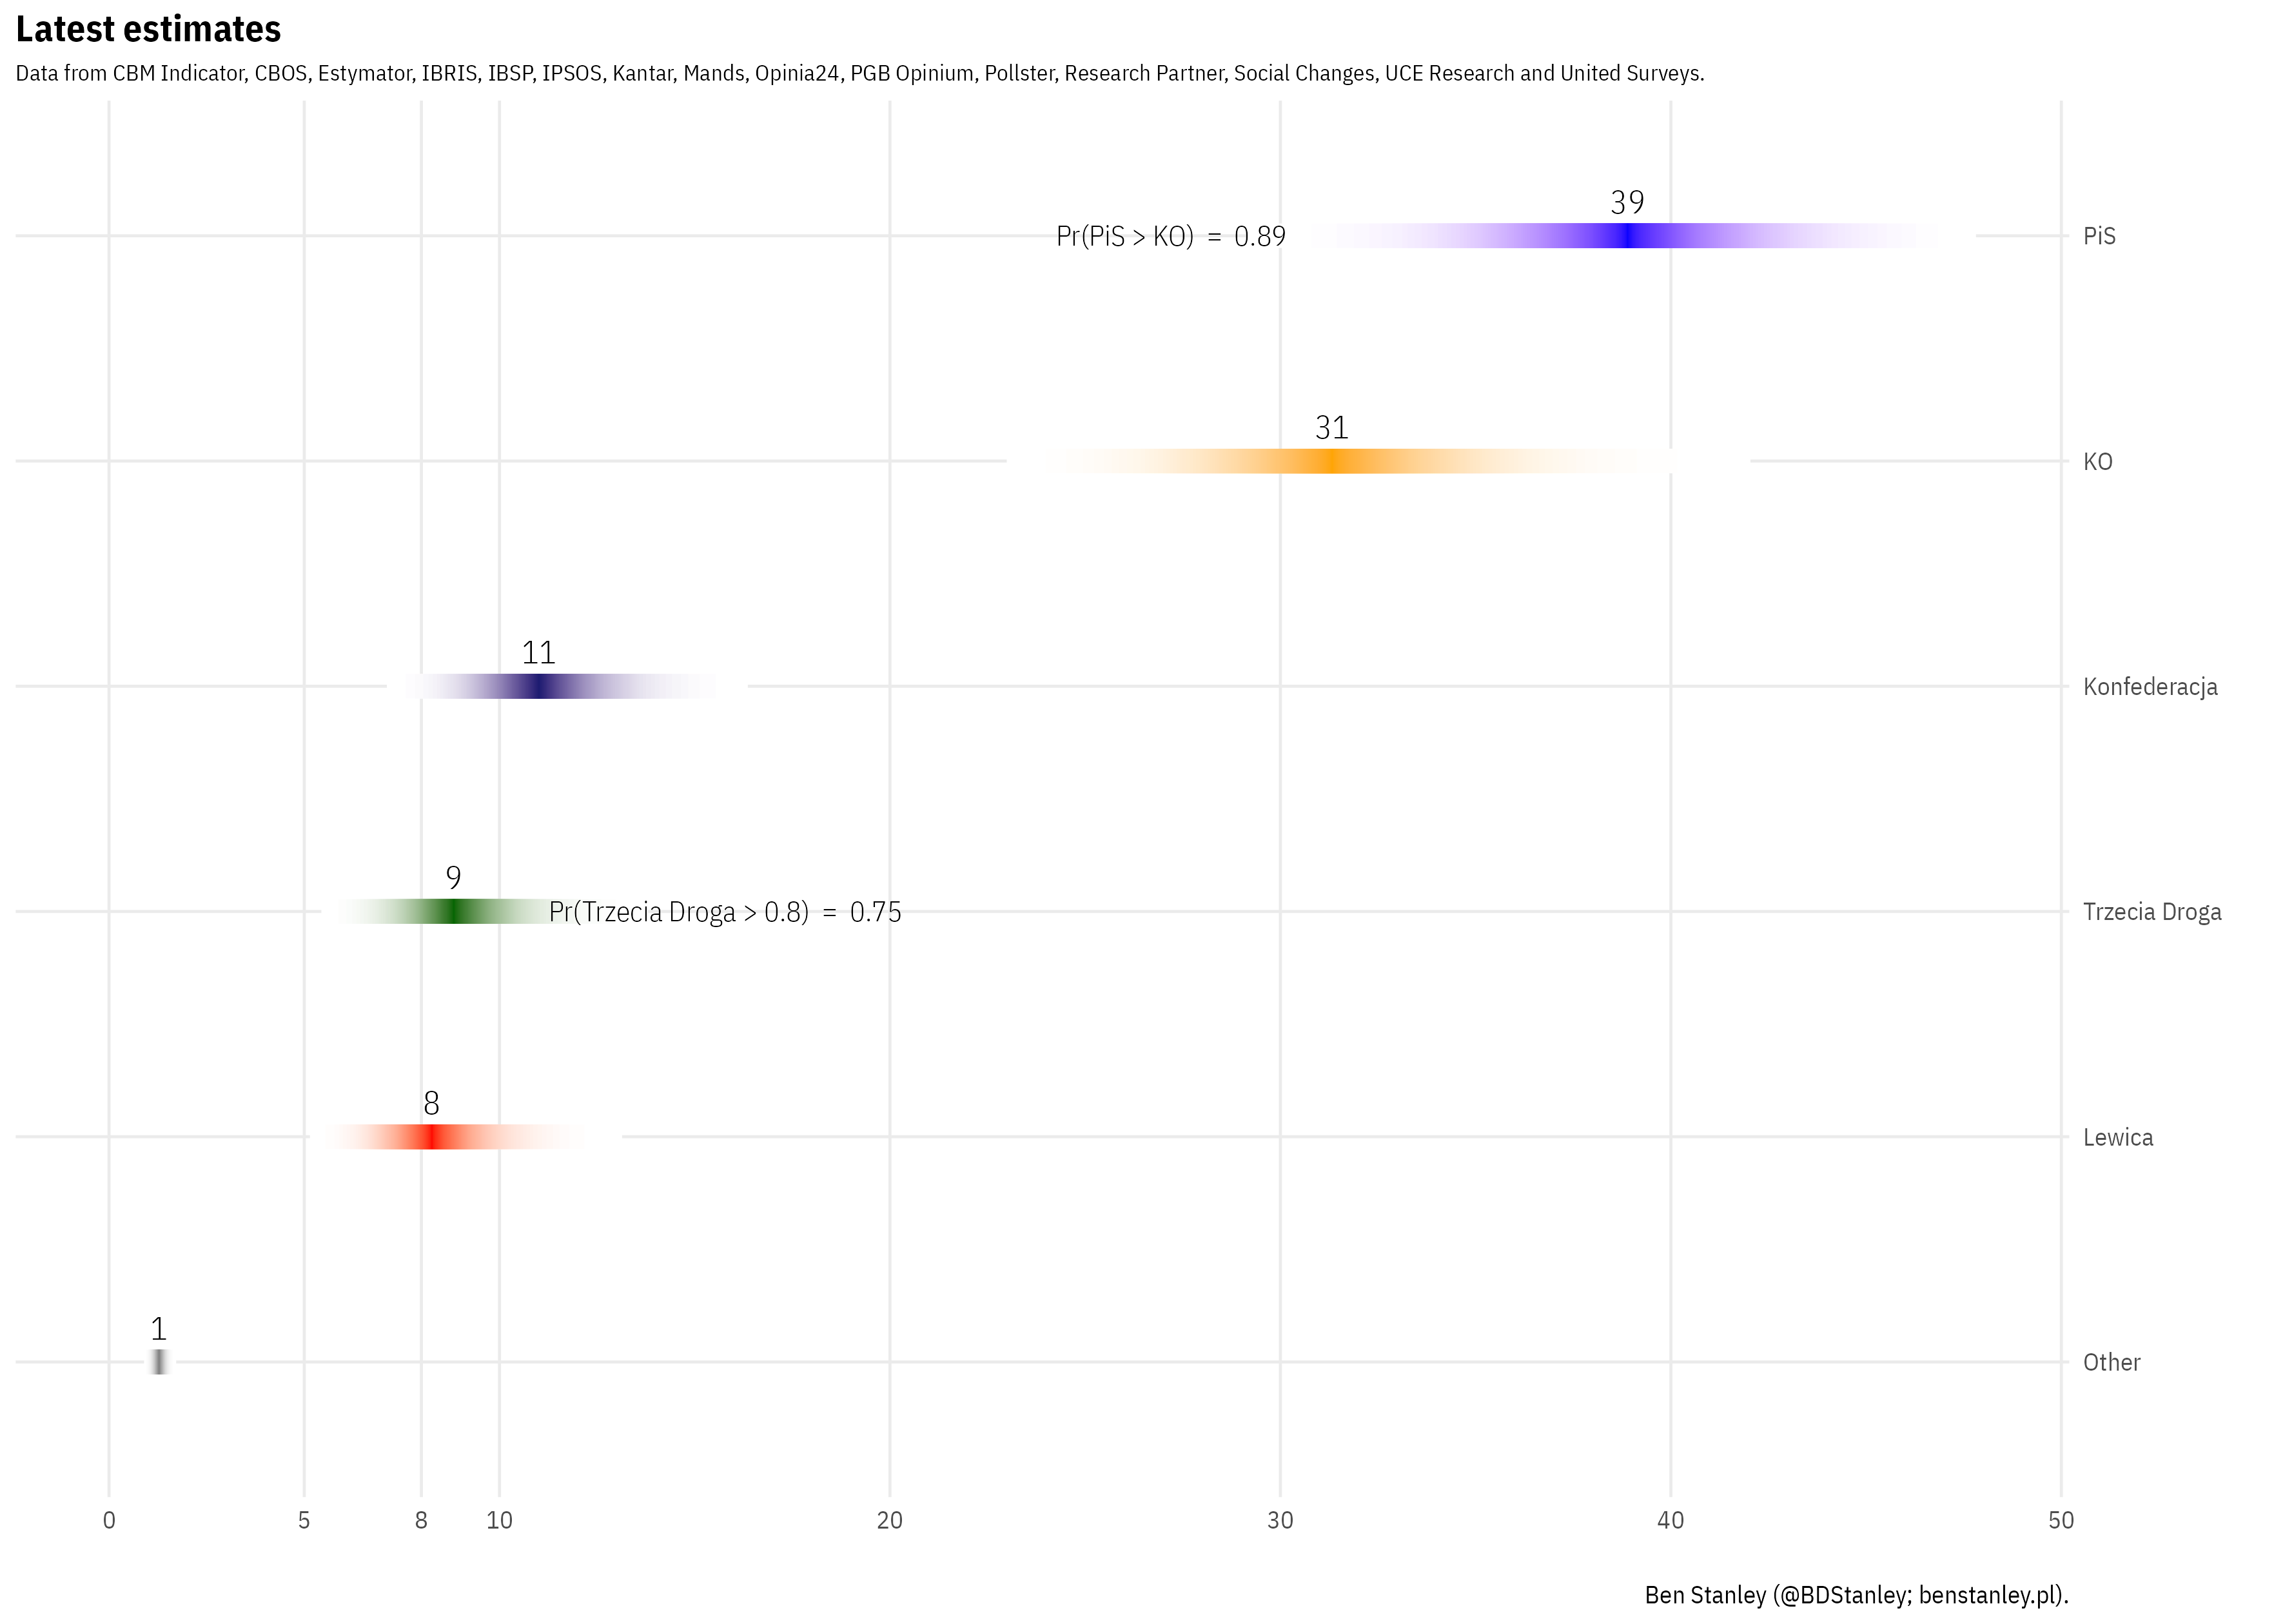 Latest estimates
Data from CBM Indicator, CBOS, Estymator, IBRIS, IBSP, IPSOS, Kantar, Mands, Opinia24, PGB Opinium, Pollster, Research Partner, Social Changes, UCE Research and United Surveys.
39
Pr(PiS > KO) = 0.89
PiS
31
KO
11
Konfederacja
9
Pr(Trzecia Droga > 0.8) = 0.75
Trzecia Droga
8
Lewica
1
Other
0 5 8 10 20 30 40 50
Ben Stanley (@BDStanley; benstanley.pl).